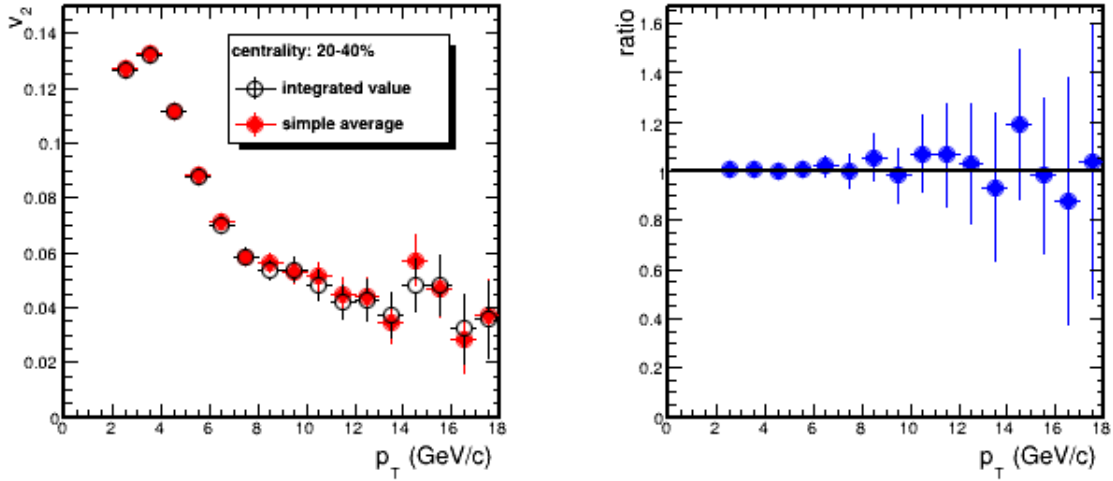 v2
0.14
0.12
0.1
0.08
0.06
0.04
0.02
0
centrality: 20-40%
integrated value
simple average
0 2 4 6 8 10 12 14 16 18
pT (GeV/c)
ratio
1.6
1.4
1.2
1
0.8
0.6
0.4
0.2
0
0 2 4 6 8 10 12 14 16 18
pT (GeV/c)